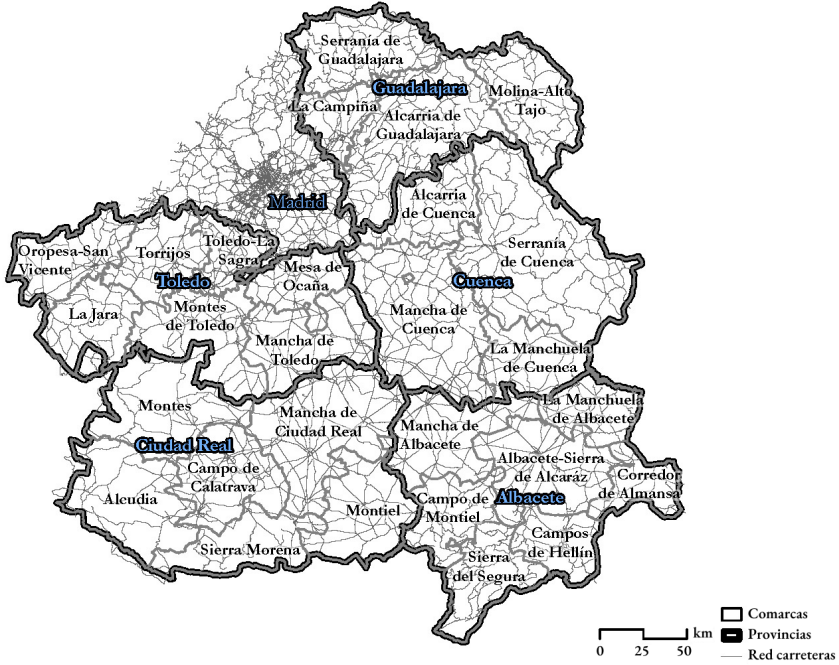 Serranía de
Guadalajara
Guadalajara
La Campiña
Molina-Alto
Tajo
Alcarria de
Guadalajara
Madrid
Alcarria
de Cuenca
Oropesa-San
Vicente
Torrijos
Toledo-La
Sagra
Serranía
de Cuenca
Toledo
Mesa de
Ocaña
Cuenca
La Jara
Montes
de Toledo
Mancha de
Cuenca
Mancha de
Toledo
La Manchuela
de Cuenca
Montes
Mancha de
Ciudad Real
La Manchuela
de Albacete
Mancha de
Albacete
Ciudad Real
Campo de
Calatrava
Albacete-Sierra
de Alcaráz
Corredor
de Almansa
Alcudia
Campo de
Montiel
Albacete
Montiel
Sierra Morena
Campos
de Hellín
Sierra
del Segura
Comarcas
Provincias
Red carreteras
km
0 25 50